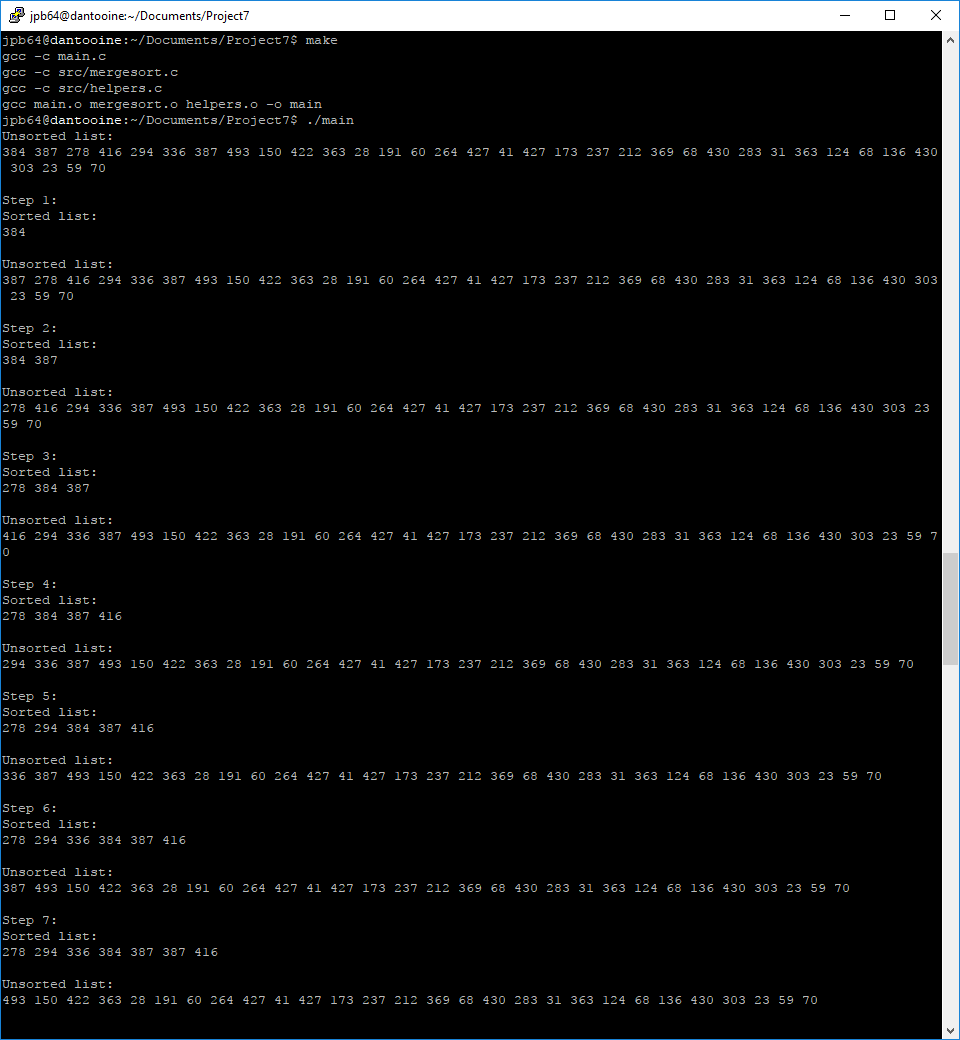 jpb64@dantooine:~/Documents/Project7
jpb64@dantooine:~/Documents/Project7$ make
gcc -c main.c
gcc -c src/mergesort.c
gcc -c src/helpers.c
gcc main.o mergesort.o helpers.o -o main
jpb64@dantooine:~/Documents/Project7$ ./main
Unsorted list:
384 387 278 416 294 336 387 493 150 422 363 28 191 60 264 427 41 427 173 237 212 369 68 430 283 31 363 124 68 136 430
303 23 59 70
Step 1:
Sorted list:
384
Unsorted list:
387 278 416 294 336 387 493 150 422 363 28 191 60 264 427 41 427 173 237 212 369 68 430 283 31 363 124 68 136 430 303
23 59 70
Step 2:
Sorted list:
384 387
Unsorted list:
278 416 294 336 387 493 150 422 363 28 191 60 264 427 41 427 173 237 212 369 68 430 283 31 363 124 68 136 430 303 23
59 70
Step 3:
Sorted list:
278 384 387
Unsorted list:
416 294 336 387 493 150 422 363 28 191 60 264 427 41 427 173 237 212 369 68 430 283 31 363 124 68 136 430 303 23 59 7
0
Step 4:
Sorted list:
278 384 387 416
Unsorted list:
294 336 387 493 150 422 363 28 191 60 264 427 41 427 173 237 212 369 68 430 283 31 363 124 68 136 430 303 23 59 70
Step 5:
Sorted list:
278 294 384 387 416
Unsorted list:
336 387 493 150 422 363 28 191 60 264 427 41 427 173 237 212 369 68 430 283 31 363 124 68 136 430 303 23 59 70
Step 6:
Sorted list:
278 294 336 384 387 416
Unsorted list:
387 493 150 422 363 28 191 60 264 427 41 427 173 237 212 369 68 430 283 31 363 124 68 136 430 303 23 59 70
Step 7:
Sorted list:
278 294 336 384 387 387 416
Unsorted list:
493 150 422 363 28 191 60 264 427 41 427 173 237 212 369 68 430 283 31 363 124 68 136 430 303 23 59 70